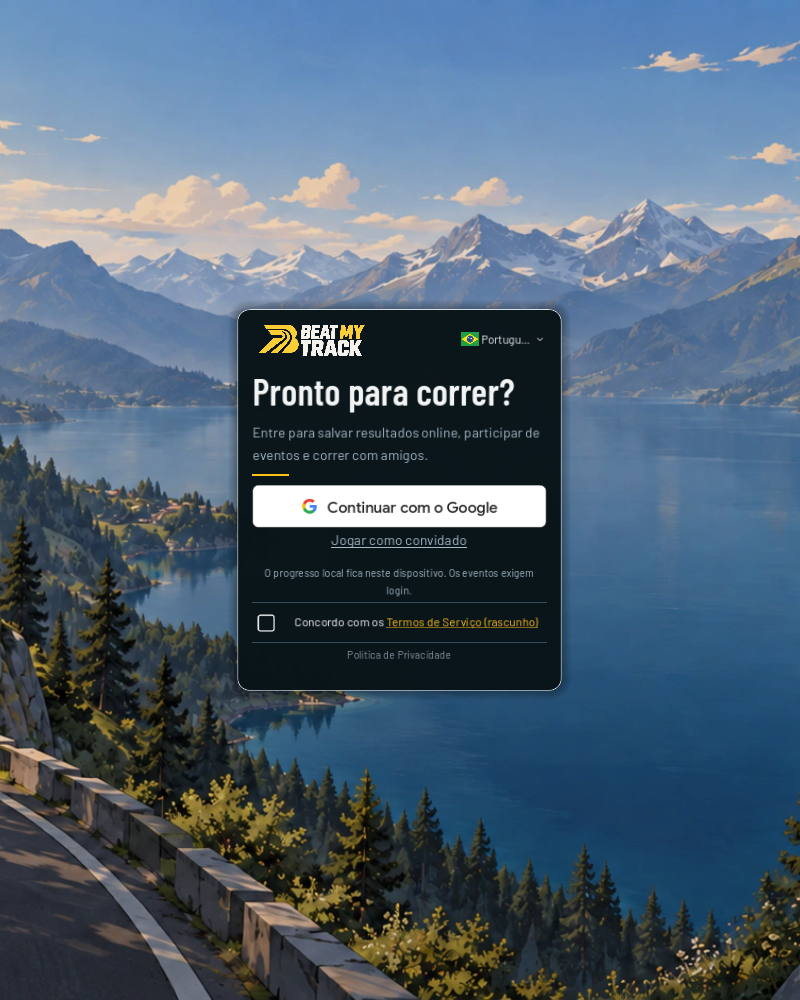 BEAT MY
TRACK
Portugu...
Pronto para correr?
Entre para salvar resultados online, participar de
eventos e correr com amigos.
Continuar com o Google
Jogar como convidado
O progresso local fica neste dispositivo. Os eventos exigem
login.
Concordo com os Termos de Serviço (rascunho)
Política de Privacidade